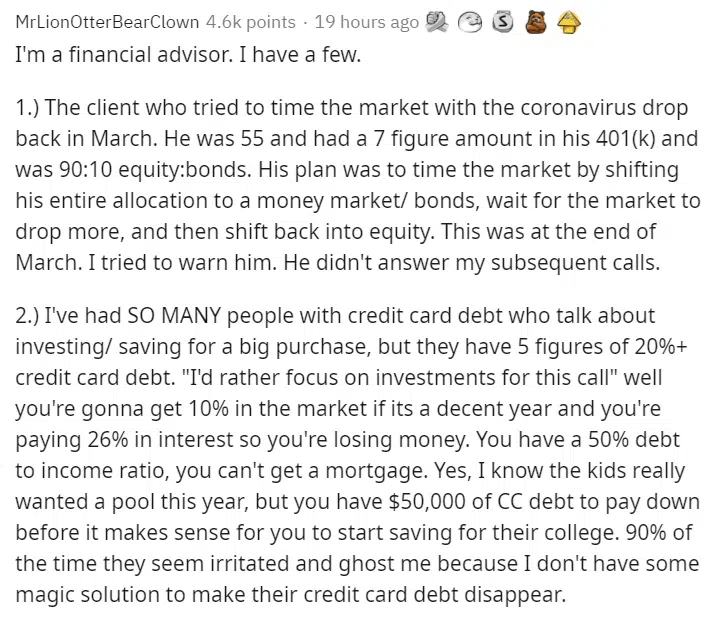 MrLionOtterBearClown 4.6k points · 19 hours ago
I'm a financial advisor. I have a few.
1.) The client who tried to time the market with the coronavirus drop
back in March. He was 55 and had a 7 figure amount in his 401(k) and
was 90:10 equity:bonds. His plan was to time the market by shifting
his entire allocation to a money market/ bonds, wait for the market to
drop more, and then shift back into equity. This was at the end of
March. I tried to warn him. He didn't answer my subsequent calls.
2.) I've had SO MANY people with credit card debt who talk about
investing/ saving for a big purchase, but they have 5 figures of 20%+
credit card debt. "I'd rather focus on investments for this call" well
you're gonna get 10% in the market if its a decent year and you're
paying 26% in interest so you're losing money. You have a 50% debt
to income ratio, you can't get a mortgage. Yes, I know the kids really
wanted a pool this year, but you have $50,000 of CC debt to pay down
before it makes sense for you to start saving for their college. 90% of
the time they seem irritated and ghost me because I don't have some
magic solution to make their credit card debt disappear.